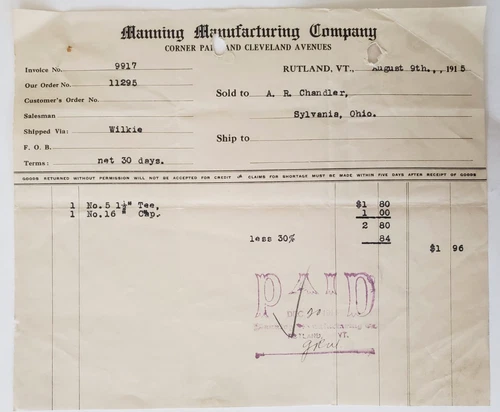 Manning Manufacturing Company
CORNER PARK AND CLEVELAND AVENUES
Invoice No. 9917
RUTLAND, VT., August 9th., 1915
Our Order No. 11295
Sold to A. R. Chandler,
Customer's Order No.
Sylvania, Ohio.
Salesman
Shipped Via: Wilkie
Ship to
F. O. B.
Terms: net 30 days.
GOODS RETURNED WITHOUT PERMISSION WILL NOT BE ACCEPTED FOR CREDIT CLAIMS FOR SHORTAGE MUST BE MADE WITHIN FIVE DAYS AFTER RECEIPT OF GOODS
1 No.5 1½" Tee, $1 80
1 No.16 " Cap. 1 00
2 80
less 30% 84
$1 96
PAID
DEC 20
RUTLAND, VT.